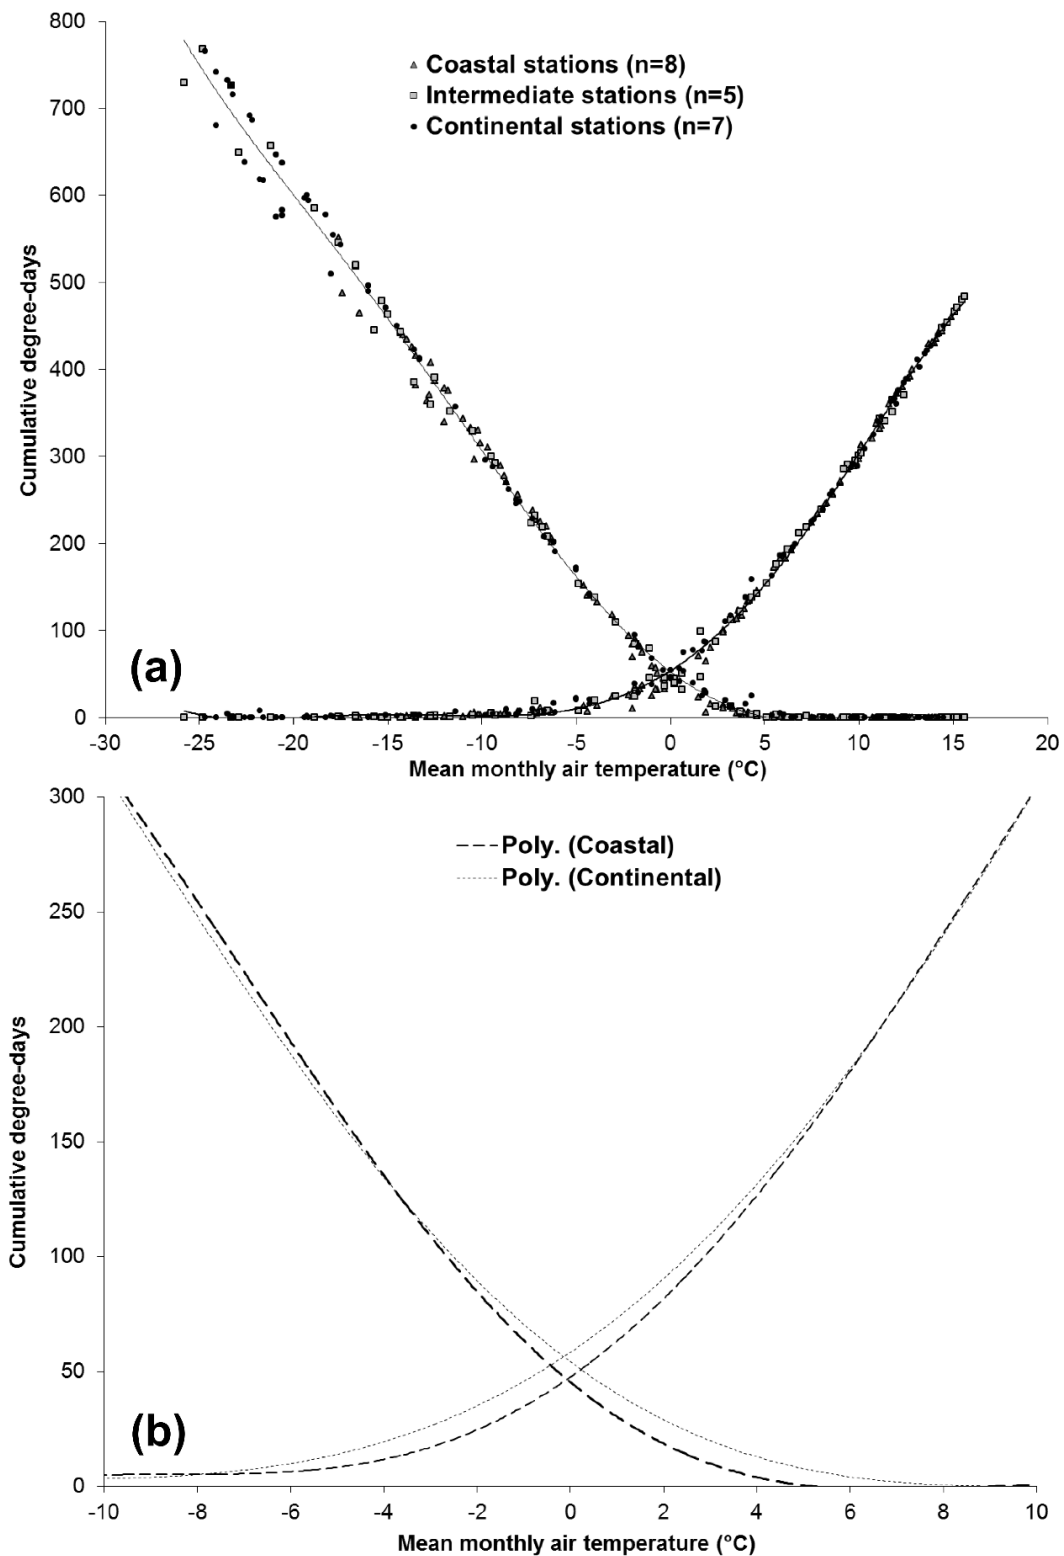 800
700
600
500
400
300
200
100
0
Cumulative degree-days
Coastal stations (n=8)
Intermediate stations (n=5)
Continental stations (n=7)
(a)
-30 -25 -20 -15 -10 -5 0 5 10 15 20
Mean monthly air temperature (°C)
300
250
200
150
100
50
0
Cumulative degree-days
Poly. (Coastal)
Poly. (Continental)
(b)
-10 -8 -6 -4 -2 0 2 4 6 8 10
Mean monthly air temperature (°C)